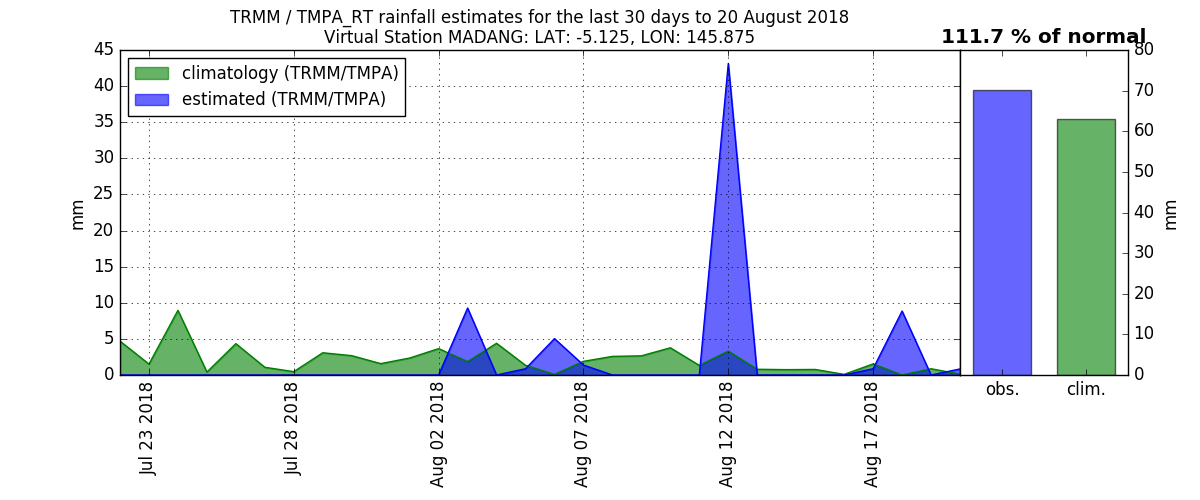 TRMM / TMPA_RT rainfall estimates for the last 30 days to 20 August 2018
Virtual Station MADANG: LAT: -5.125, LON: 145.875
111.7 % of normal
climatology (TRMM/TMPA)
estimated (TRMM/TMPA)
mm
45
40
35
30
25
20
15
10
5
0
Jul 23 2018
Jul 28 2018
Aug 02 2018
Aug 07 2018
Aug 12 2018
Aug 17 2018
80
70
60
50
40
30
20
10
0
mm
obs.
clim.